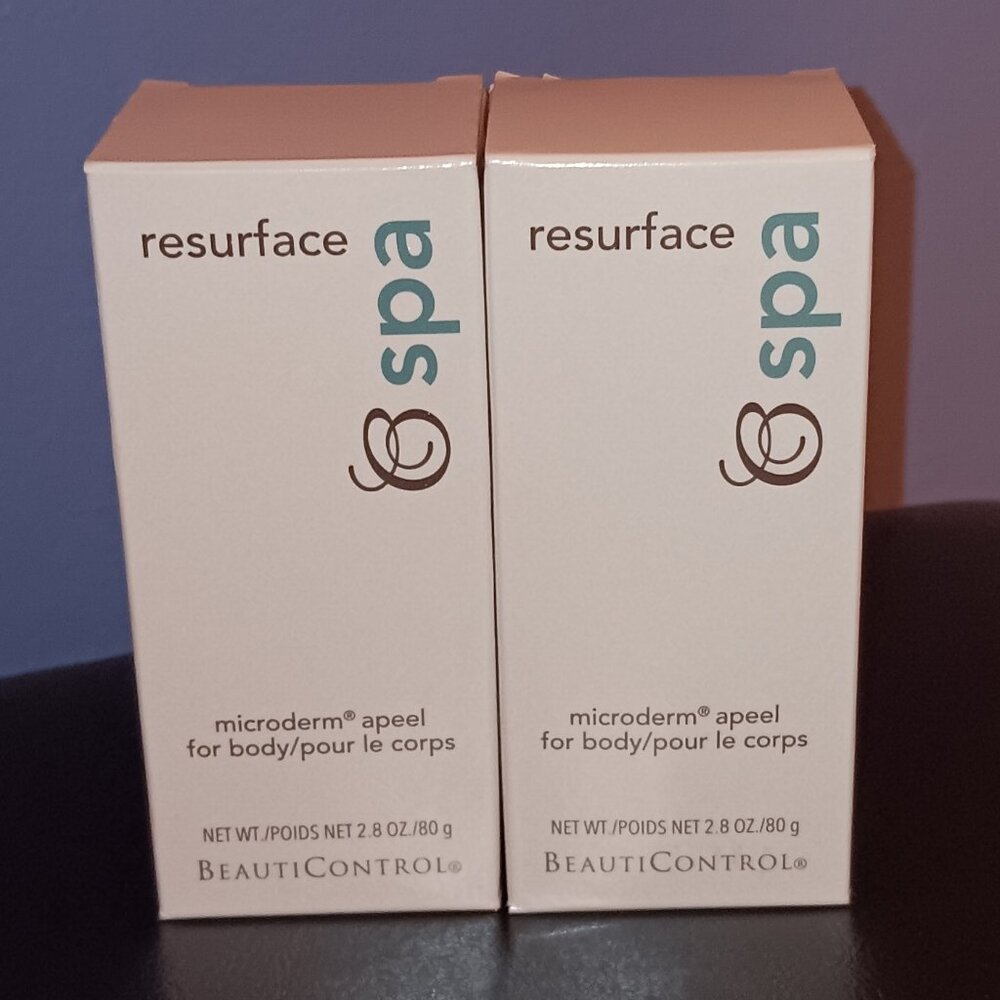 resurface
spa
microderm® apeel
for body/pour le corps
NET WT./POIDS NET 2.8 OZ./80 g
BEAUTICONTROL®
resurface
spa
microderm® apeel
for body/pour le corps
NET WT./POIDS NET 2.8 OZ./80 g
BEAUTICONTROL®